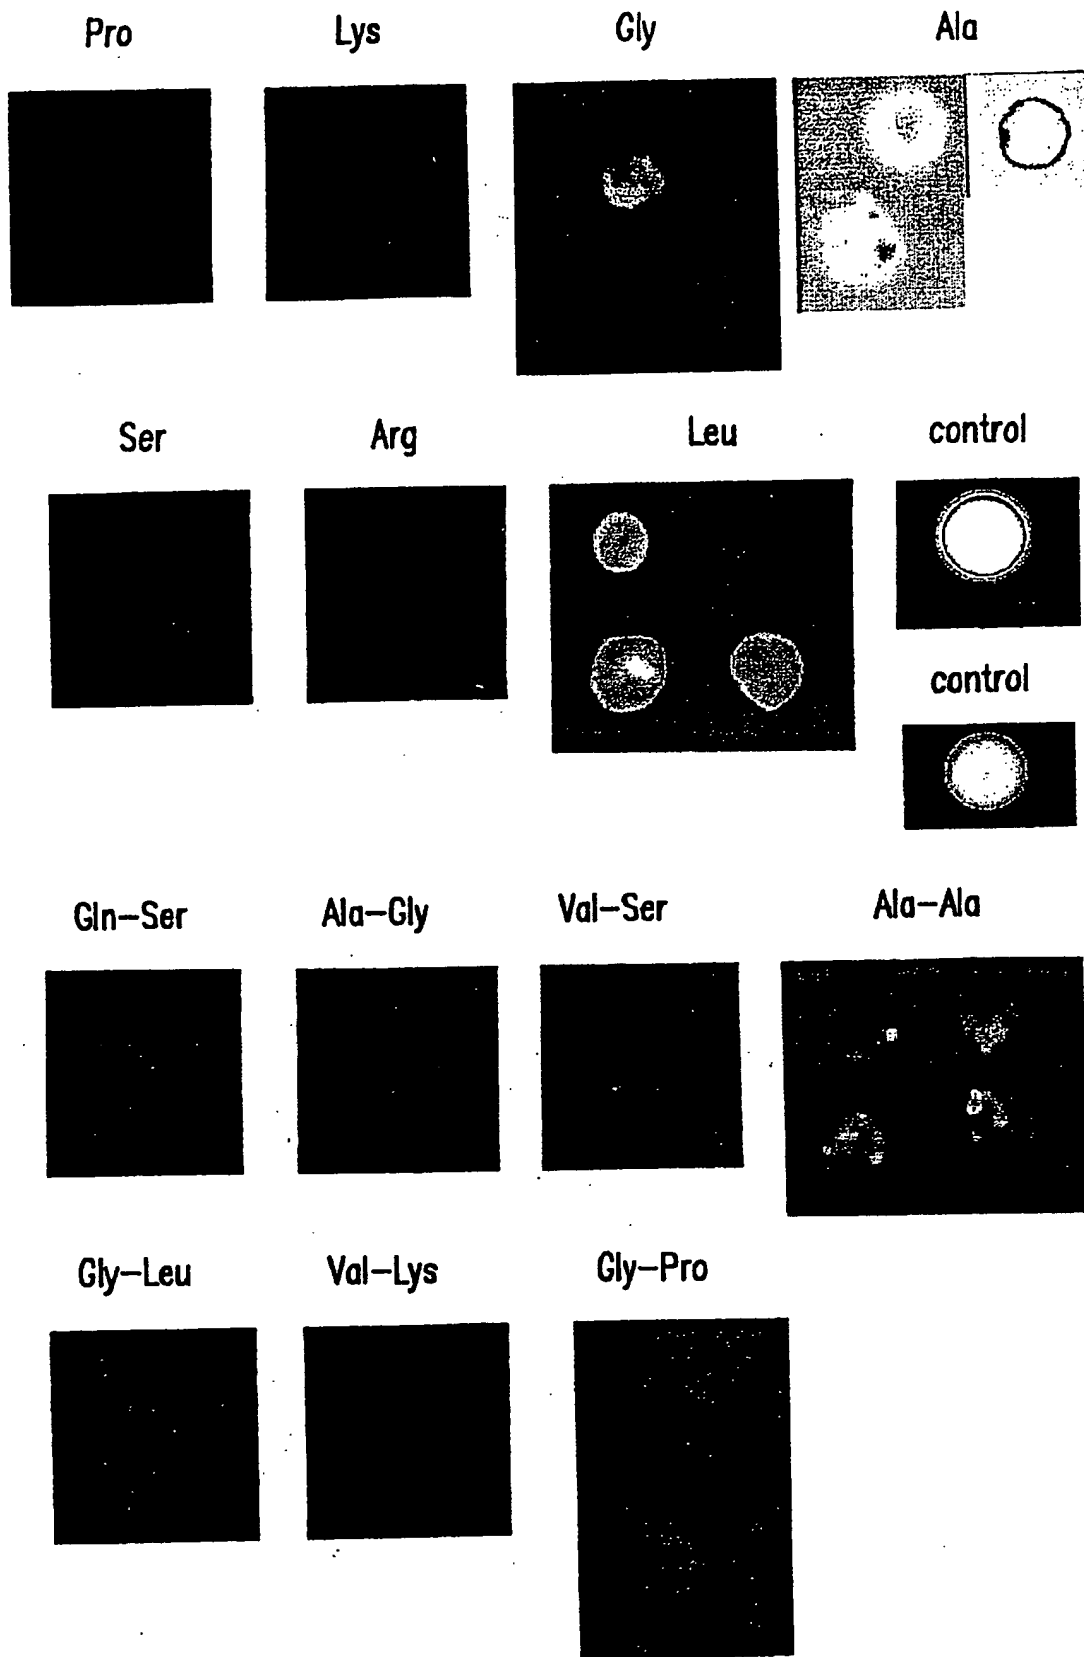 Pro Lys Gly Ala
Ser Arg Leu control
control
Gln-Ser Ala-Gly Val-Ser Ala-Ala
Gly-Leu Val-Lys Gly-Pro